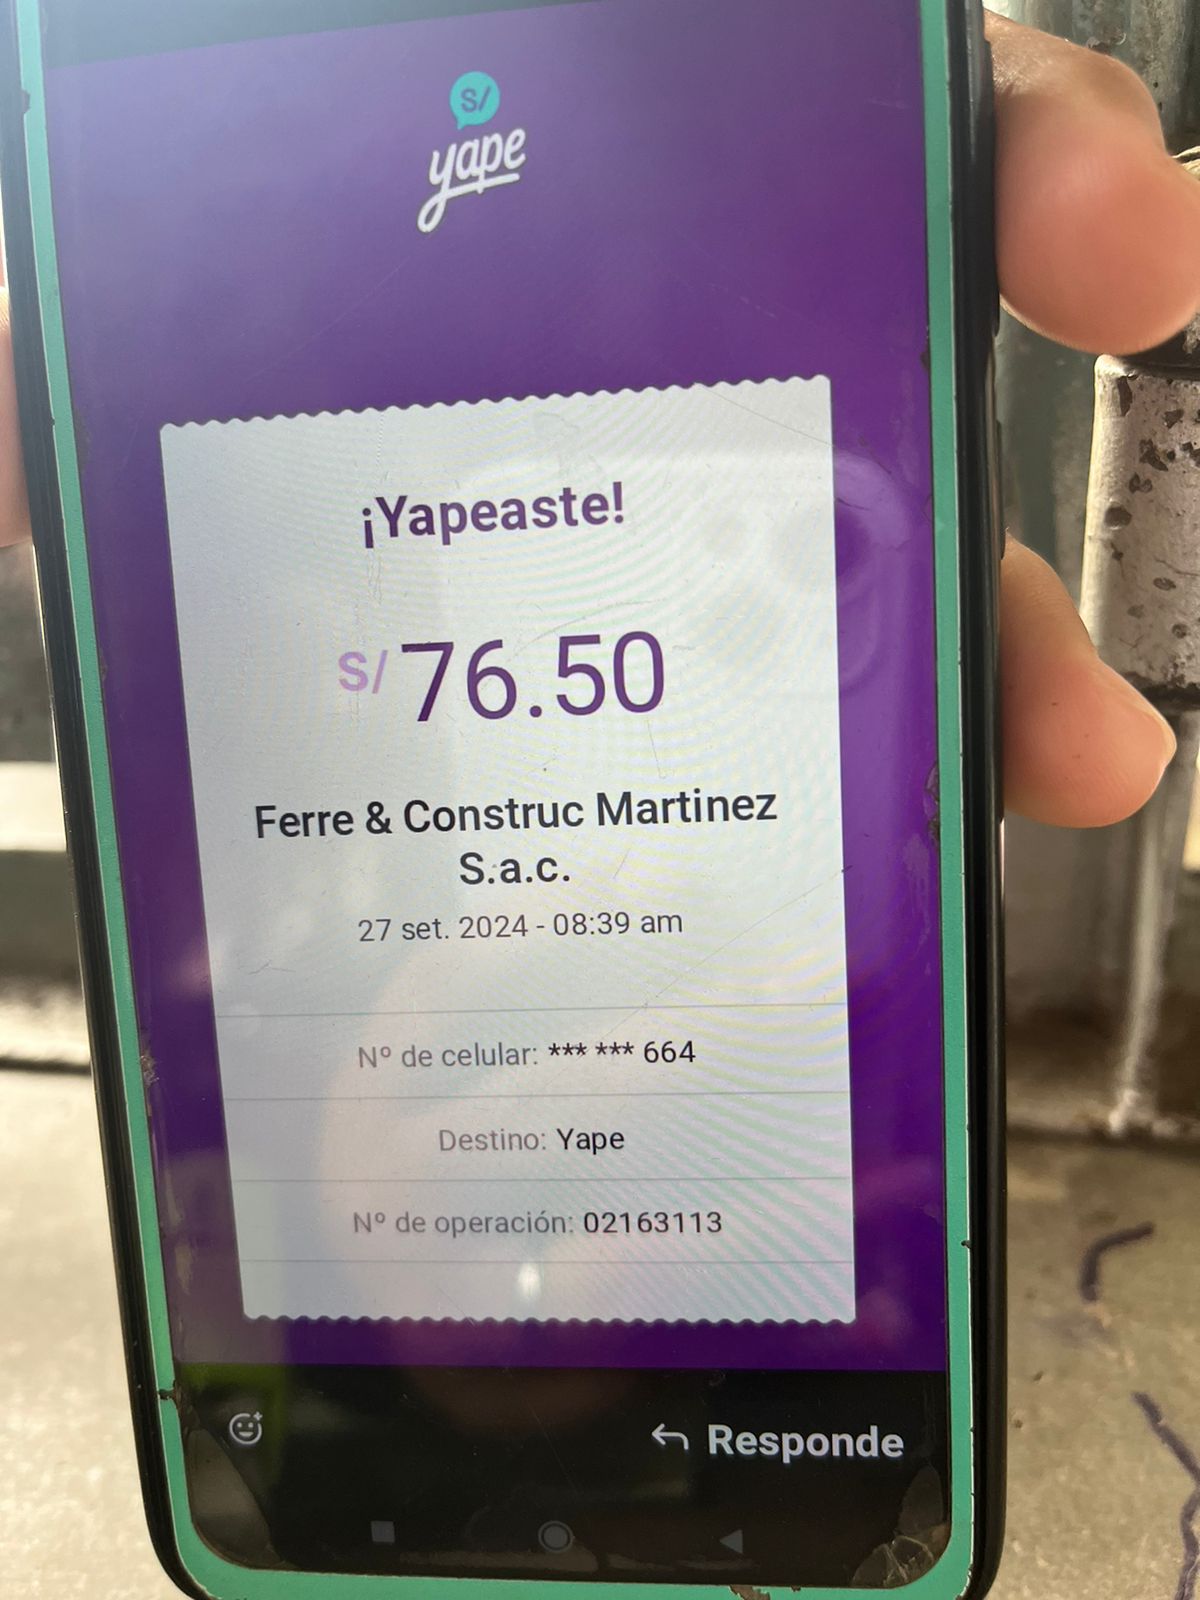 S/
yape
¡Yapeaste!
S/ 76.50
Ferre & Construc Martinez
S.a.c.
27 set. 2024 - 08:39 am
Nº de celular: *** *** 664
Destino: Yape
Nº de operación: 02163113
Responde